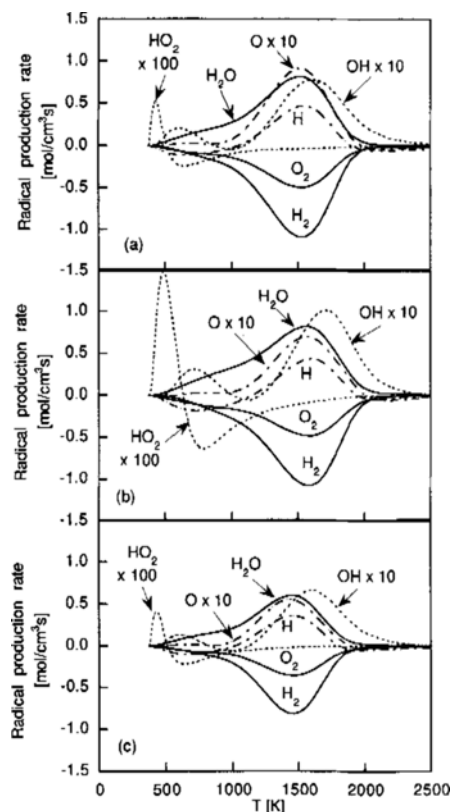 Radical production rate
[mol/cm³s]
1.5
1.0
0.5
0.0
-0.5
-1.0
HO₂
x 100
H₂O
O x 10
OH x 10
H
O₂
H₂
(a)
Radical production rate
[mol/cm³s]
-1.5
1.0
0.5
0.0
-0.5
-1.0
H₂O
O x 10
OH x 10
H
O₂
H₂
HO₂
x 100
(b)
Radical production rate
[mol/cm³s]
-1.5
1.0
0.5
0.0
-0.5
-1.0
-1.5
HO₂
x 100
H₂O
O x 10
OH x 10
H
O₂
H₂
(c)
0 500 1000 1500 2000 2500
T [K]